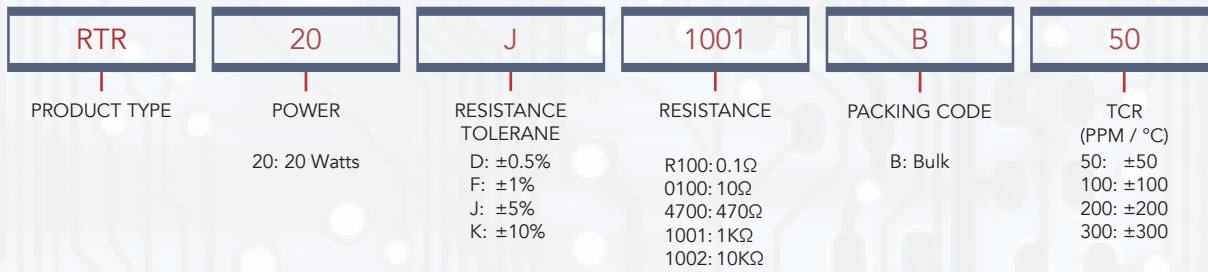 RTR 20 J 1001 B 50
PRODUCT TYPE POWER RESISTANCE RESISTANCE PACKING CODE TCR
TOLERANE (PPM / °C)
20: 20 Watts D: ±0.5% R100: 0.1Ω B: Bulk 50: ±50
F: ±1% 0100: 10Ω 100: ±100
J: ±5% 4700: 470Ω 200: ±200
K: ±10% 1001: 1KΩ 300: ±300
1002: 10KΩ